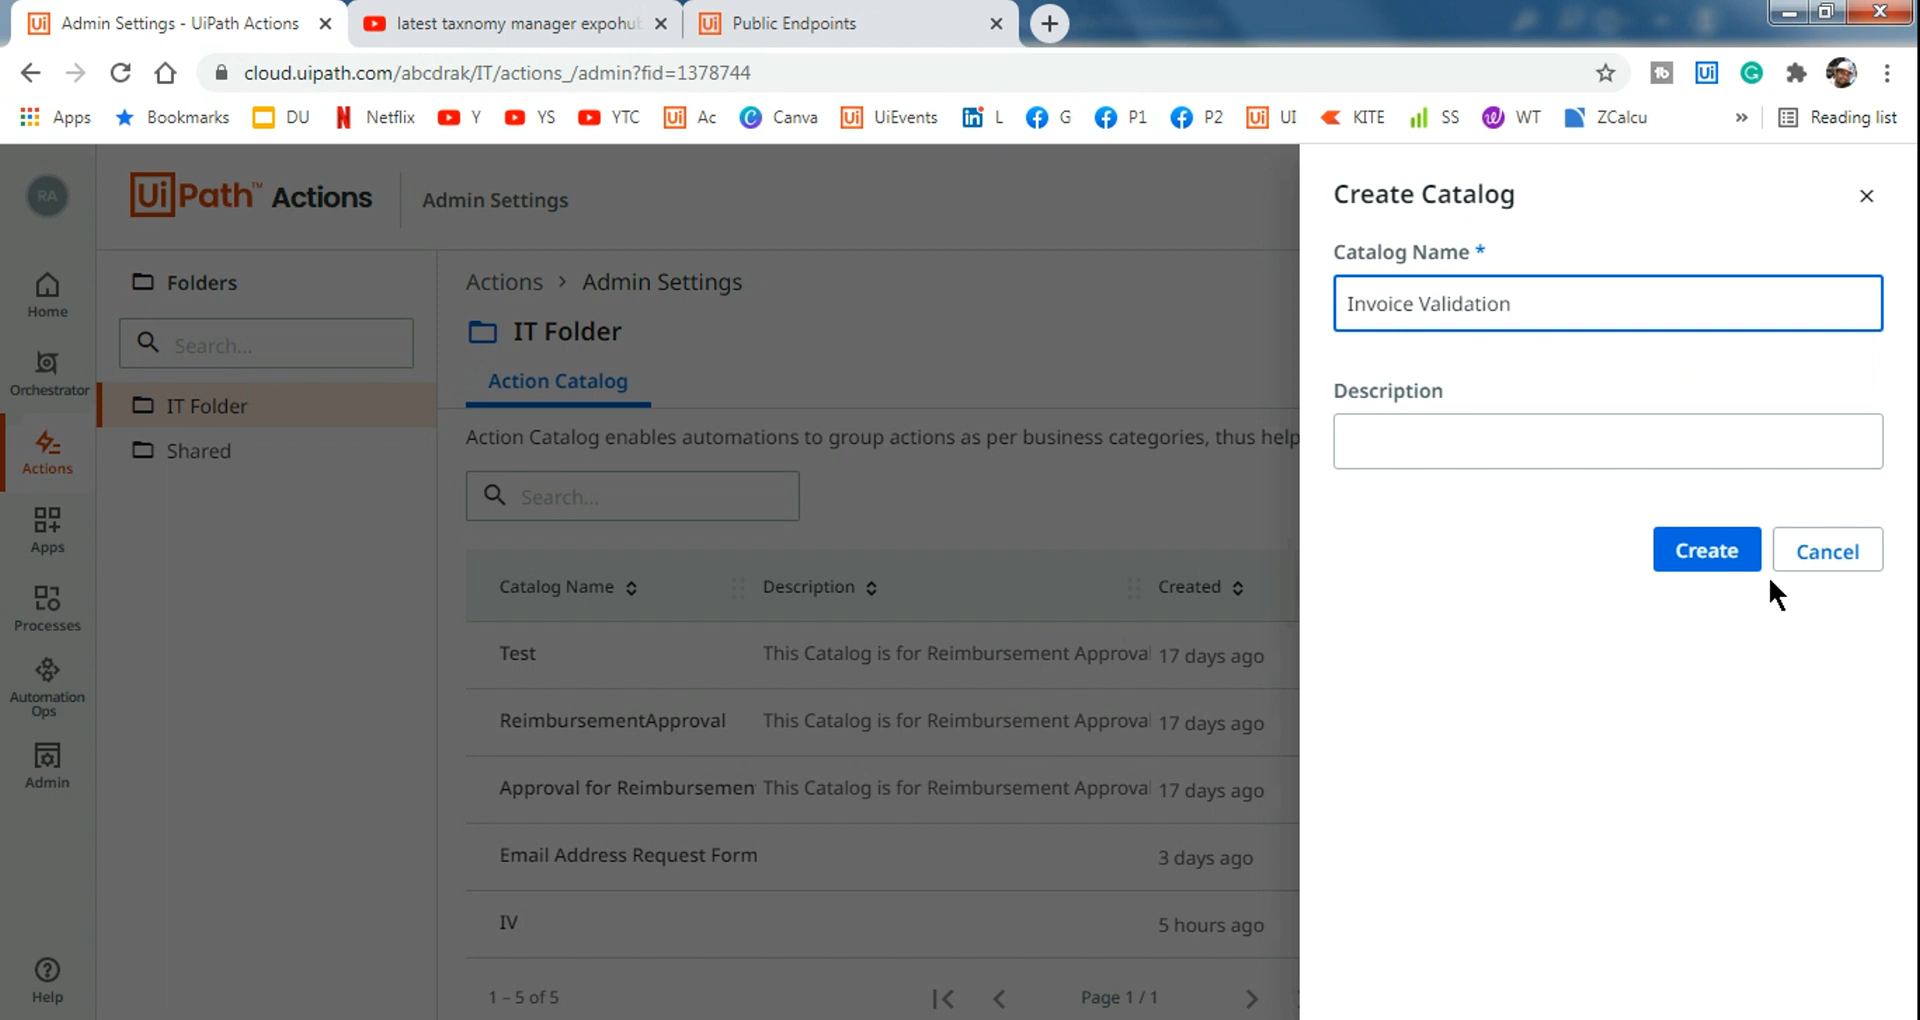 Admin Settings - UiPath Actions
latest taxnomy manager expohu
Public Endpoints
cloud.uipath.com/abcdrak/IT/actions_/admin?fid=1378744
Apps
Bookmarks
DU
Netflix
Y
YS
YTC
Ac
Canva
UiEvents
L
G
P1
P2
UI
KITE
SS
WT
ZCalcu
»
Reading list
RA
Home
Orchestrator
Actions
Apps
Processes
Automation
Ops
Admin
Help
UiPath™ Actions
Admin Settings
Folders
Search...
IT Folder
Shared
Actions > Admin Settings
IT Folder
Action Catalog
Action Catalog enables automations to group actions as per business categories, thus help
Search...
Catalog Name
Description
Created
Test
This Catalog is for Reimbursement Approval
17 days ago
ReimbursementApproval
This Catalog is for Reimbursement Approval
17 days ago
Approval for Reimbursemen
This Catalog is for Reimbursement Approval
17 days ago
Email Address Request Form
3 days ago
IV
5 hours ago
1 – 5 of 5
Page 1 / 1
Create Catalog
Catalog Name *
Invoice Validation
Description
Create
Cancel